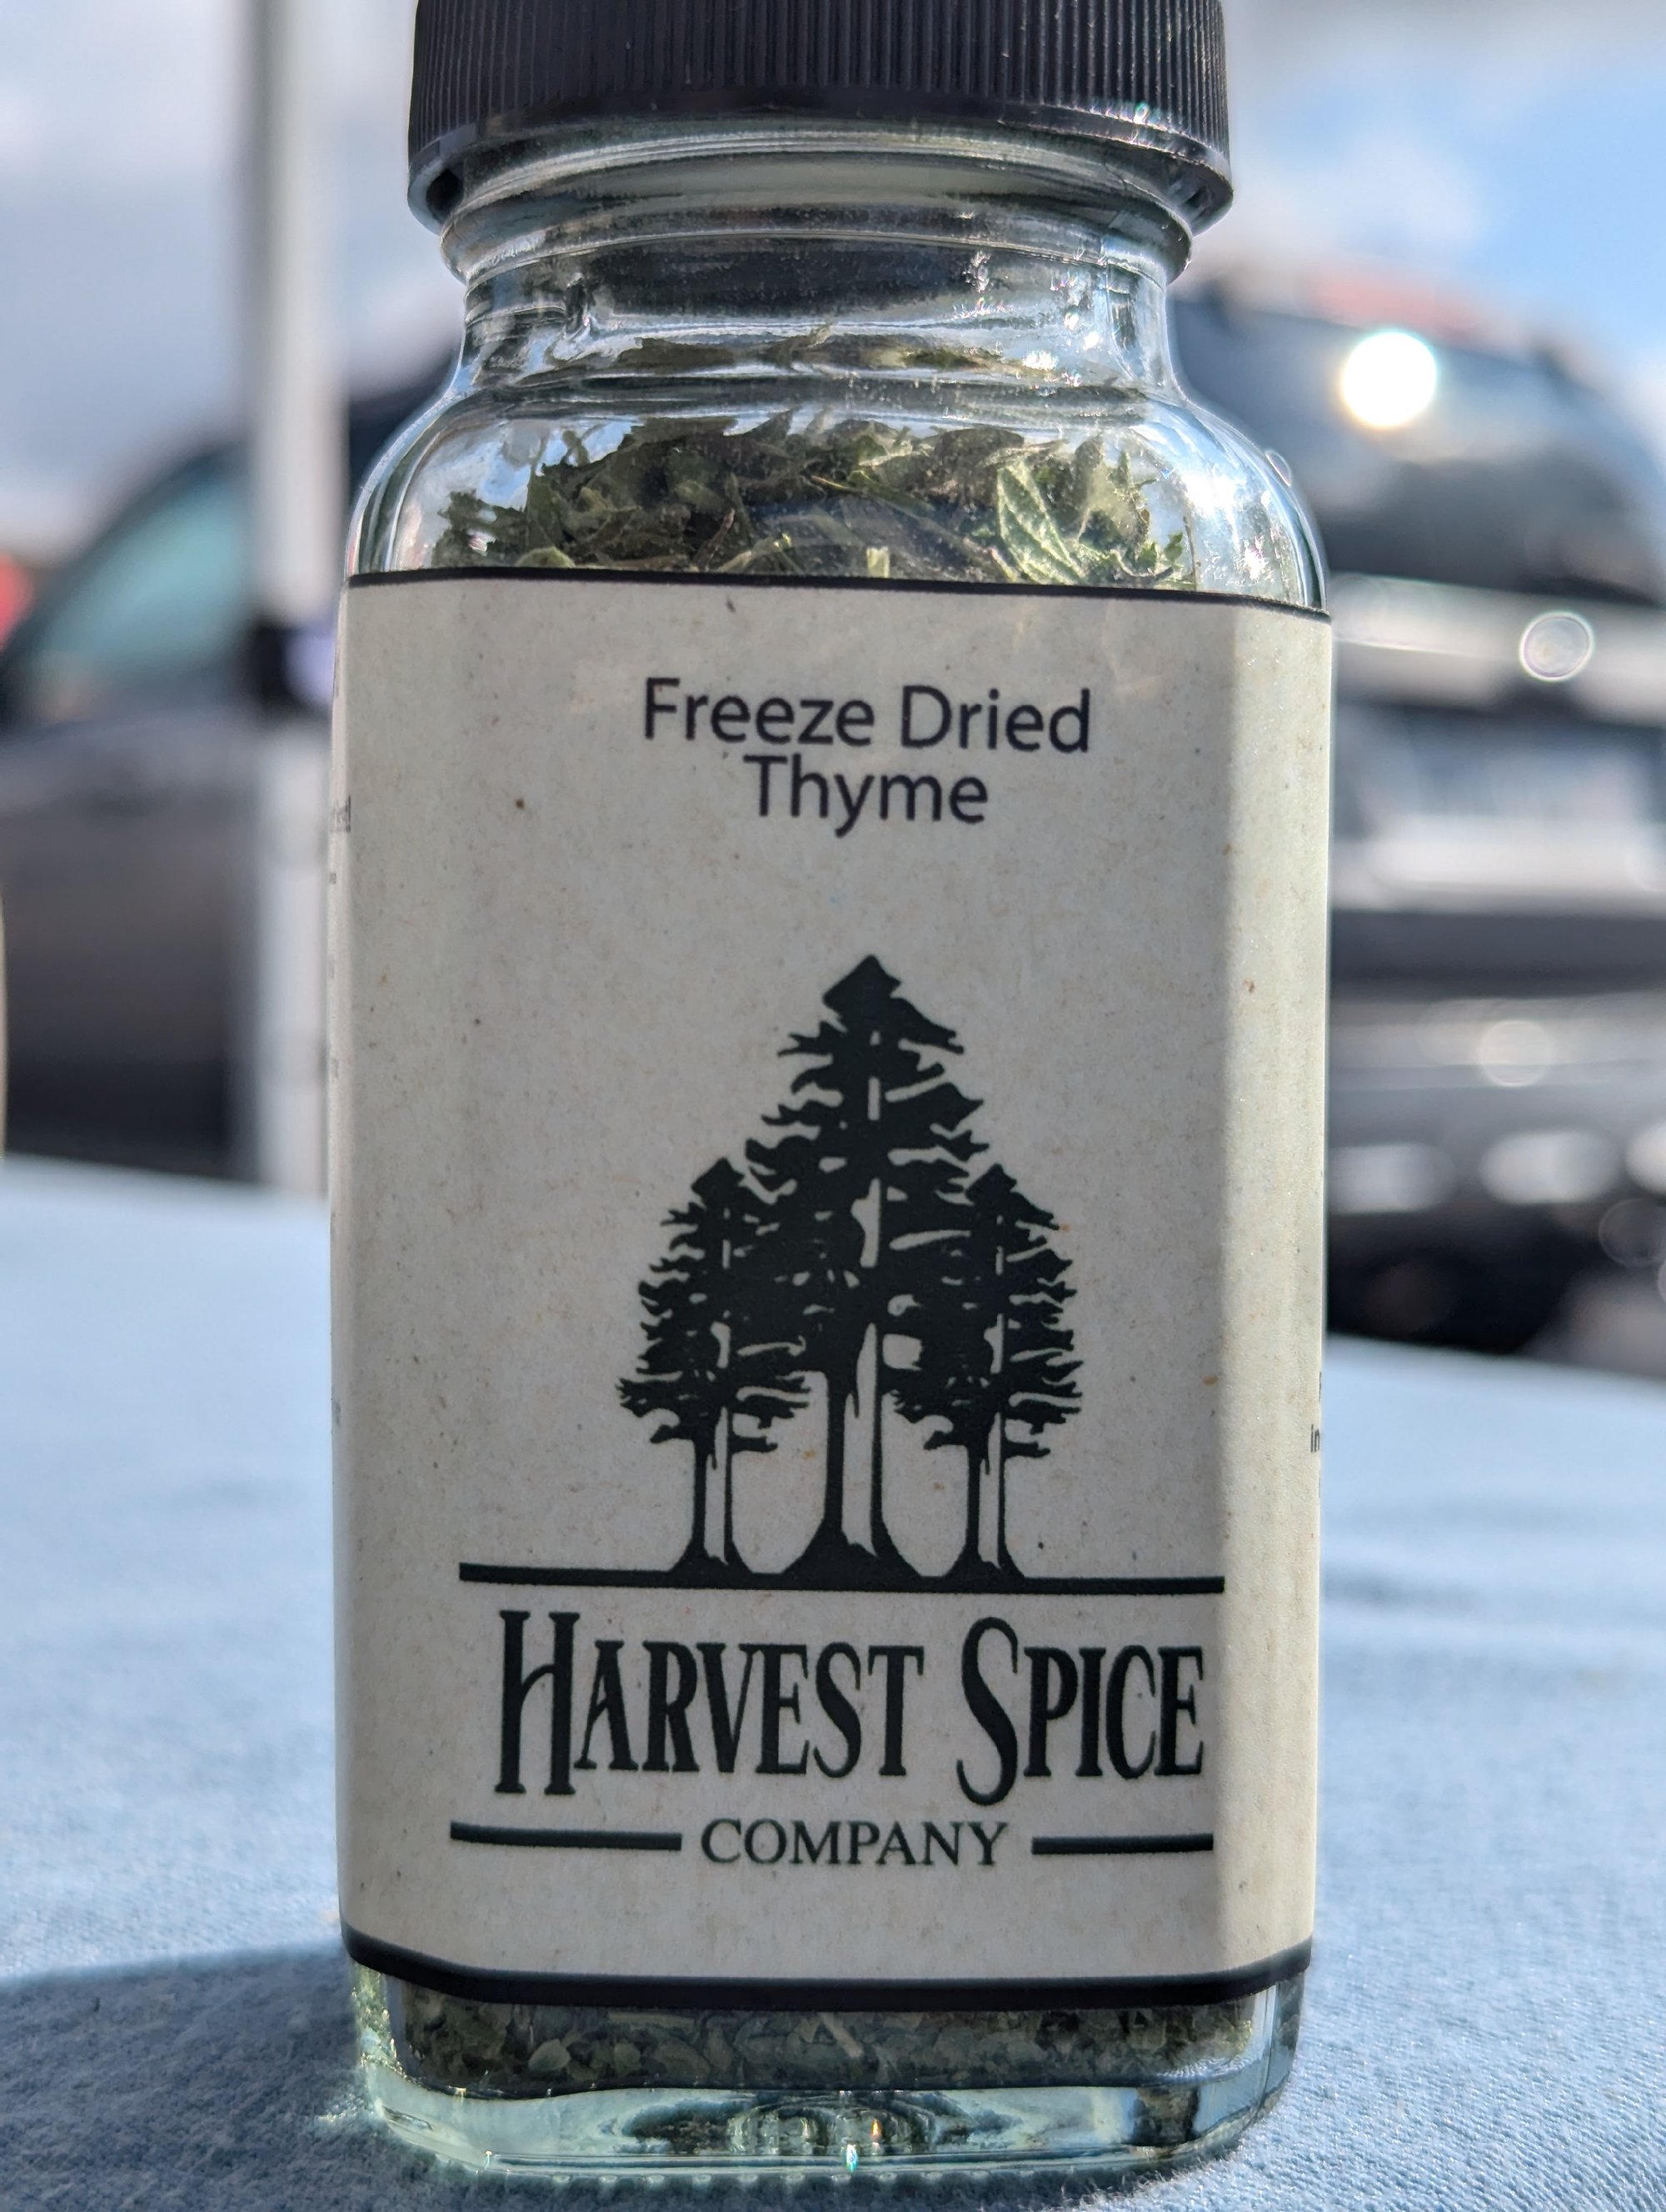 Freeze Dried
Thyme
HARVEST SPICE
COMPANY